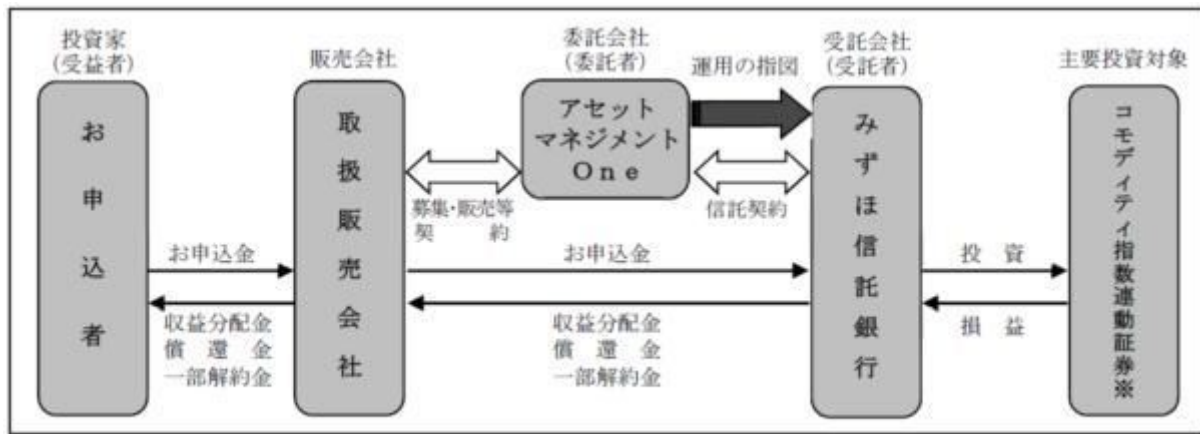 投資家
(受益者)
販売会社
委託会社
(委託者)
運用の指図
受託会社
(受託者)
主要投資対象
お申込者
取扱販売会社
アセット
マネジメント
One
みずほ信託銀行
コモディティ指数連動証券※
募集・販売等
契 約
信託契約
お申込金
お申込金
投 資
収益分配金
償 還 金
一部解約金
収益分配金
償 還 金
一部解約金
損 益